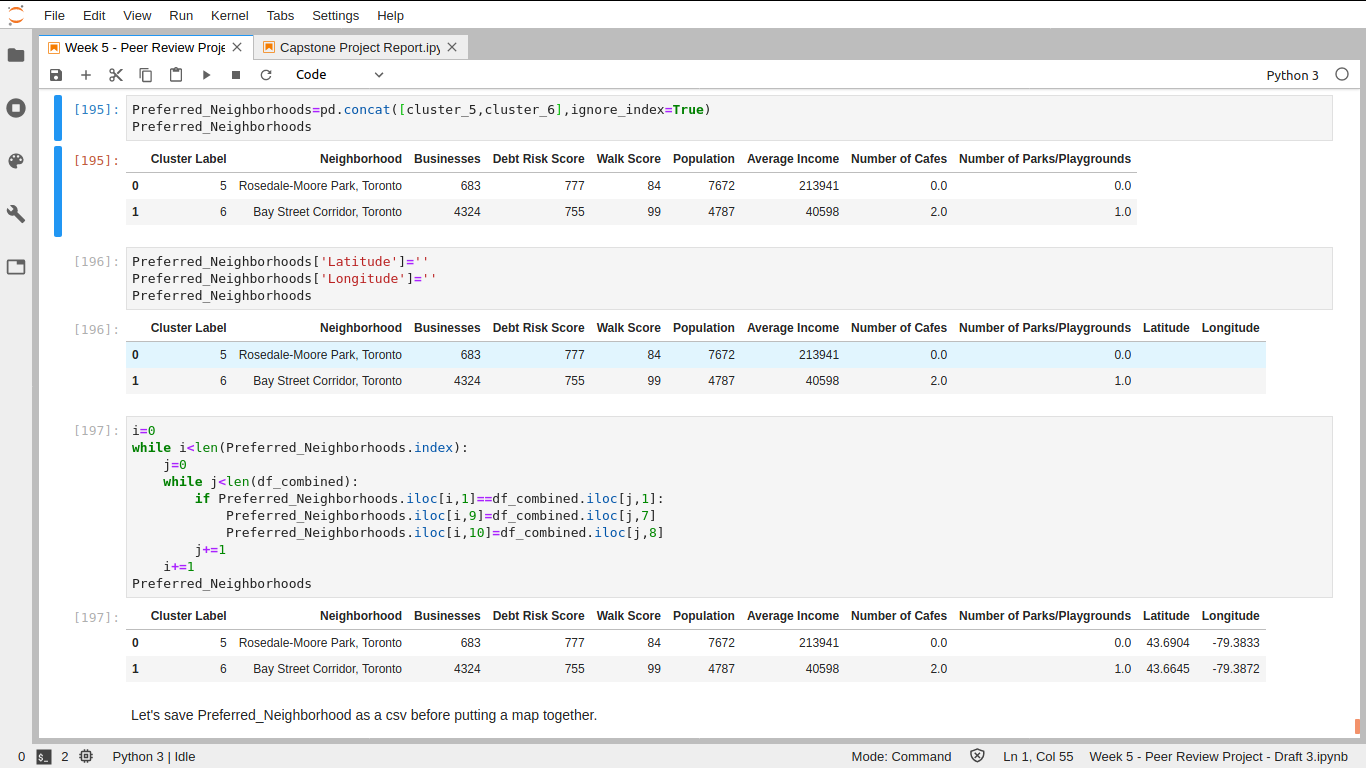 File Edit View Run Kernel Tabs Settings Help
Week 5 - Peer Review Proje
Capstone Project Report.ipy
Code
Python 3
[195]:
Preferred_Neighborhoods=pd.concat([cluster_5,cluster_6],ignore_index=True)
Preferred_Neighborhoods
[195]:
Cluster Label Neighborhood Businesses Debt Risk Score Walk Score Population Average Income Number of Cafes Number of Parks/Playgrounds
0 5 Rosedale-Moore Park, Toronto 683 777 84 7672 213941 0.0 0.0
1 6 Bay Street Corridor, Toronto 4324 755 99 4787 40598 2.0 1.0
[196]:
Preferred_Neighborhoods['Latitude']=''
Preferred_Neighborhoods['Longitude']=''
Preferred_Neighborhoods
[196]:
Cluster Label Neighborhood Businesses Debt Risk Score Walk Score Population Average Income Number of Cafes Number of Parks/Playgrounds Latitude Longitude
0 5 Rosedale-Moore Park, Toronto 683 777 84 7672 213941 0.0 0.0
1 6 Bay Street Corridor, Toronto 4324 755 99 4787 40598 2.0 1.0
[197]:
i=0
while i<len(Preferred_Neighborhoods.index):
    j=0
    while j<len(df_combined):
        if Preferred_Neighborhoods.iloc[i,1]==df_combined.iloc[j,1]:
            Preferred_Neighborhoods.iloc[i,9]=df_combined.iloc[j,7]
            Preferred_Neighborhoods.iloc[i,10]=df_combined.iloc[j,8]
        j+=1
    i+=1
Preferred_Neighborhoods
[197]:
Cluster Label Neighborhood Businesses Debt Risk Score Walk Score Population Average Income Number of Cafes Number of Parks/Playgrounds Latitude Longitude
0 5 Rosedale-Moore Park, Toronto 683 777 84 7672 213941 0.0 0.0 43.6904 -79.3833
1 6 Bay Street Corridor, Toronto 4324 755 99 4787 40598 2.0 1.0 43.6645 -79.3872
Let's save Preferred_Neighborhood as a csv before putting a map together.
0 $_ 2 Python 3 | Idle Mode: Command Ln 1, Col 55 Week 5 - Peer Review Project - Draft 3.ipynb